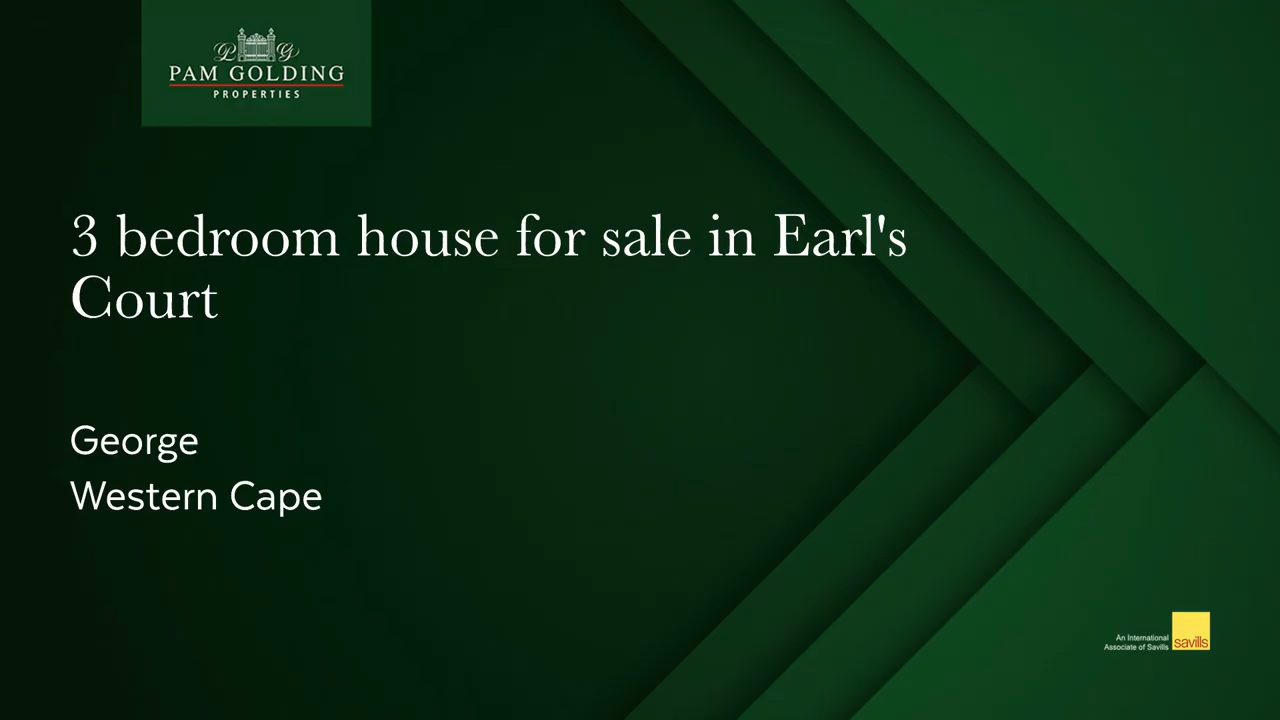 P G
PAM GOLDING
PROPERTIES
3 bedroom house for sale in Earl's
Court
George
Western Cape
An International
Associate of Savills
savills